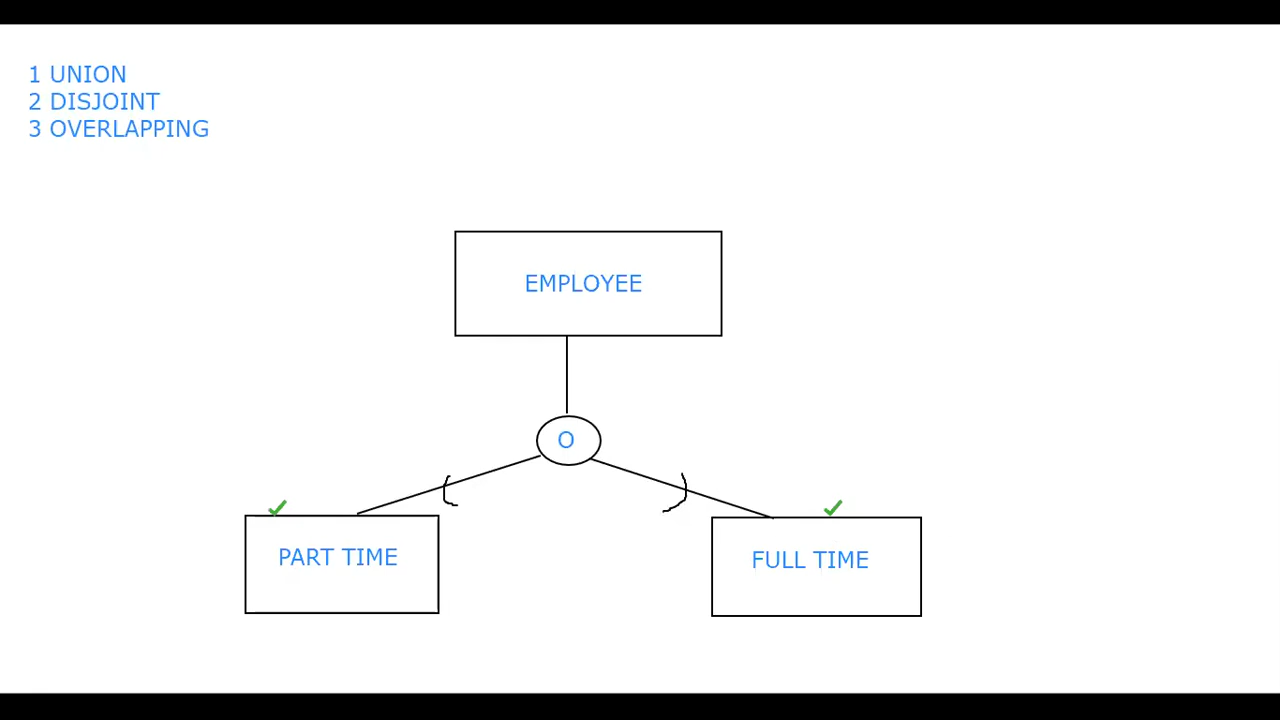 1 UNION
2 DISJOINT
3 OVERLAPPING
EMPLOYEE
O
PART TIME
FULL TIME